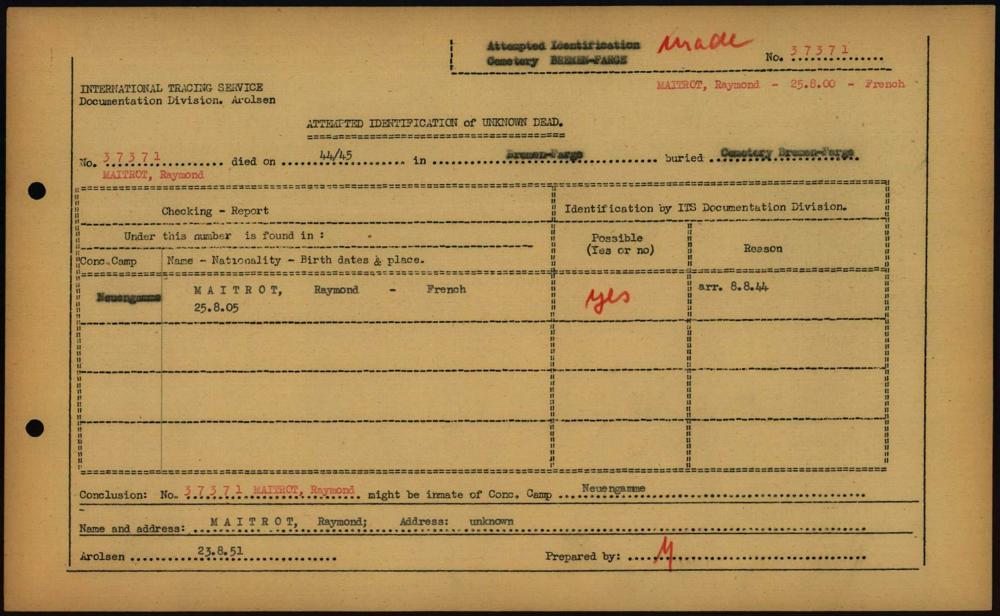 Attempted Identification made
Cemetery BREMEN-FARGE
No. 37371
MAITROT, Raymond - 25.8.00 - French
INTERNATIONAL TRACING SERVICE
Documentation Division. Arolsen
ATTEMPTED IDENTIFICATION of UNKNOWN DEAD.
No. 37371 died on 44/45 in Bremen-Farge buried Cemetery Bremen-Farge
MAITROT, Raymond
Checking - Report
Identification by ITS Documentation Division.
Under this number is found in :
Possible
(Yes or no)
Reason
Conc.Camp
Name - Nationality - Birth dates & place.
Neuengamme
MAITROT, Raymond - French
25.8.05
yes
arr. 8.8.44
Conclusion: No. 37371 MAITROT, Raymond might be inmate of Conc. Camp Neuengamme
Name and address: MAITROT, Raymond; Address: unknown
Arolsen 23.8.51 Prepared by: M